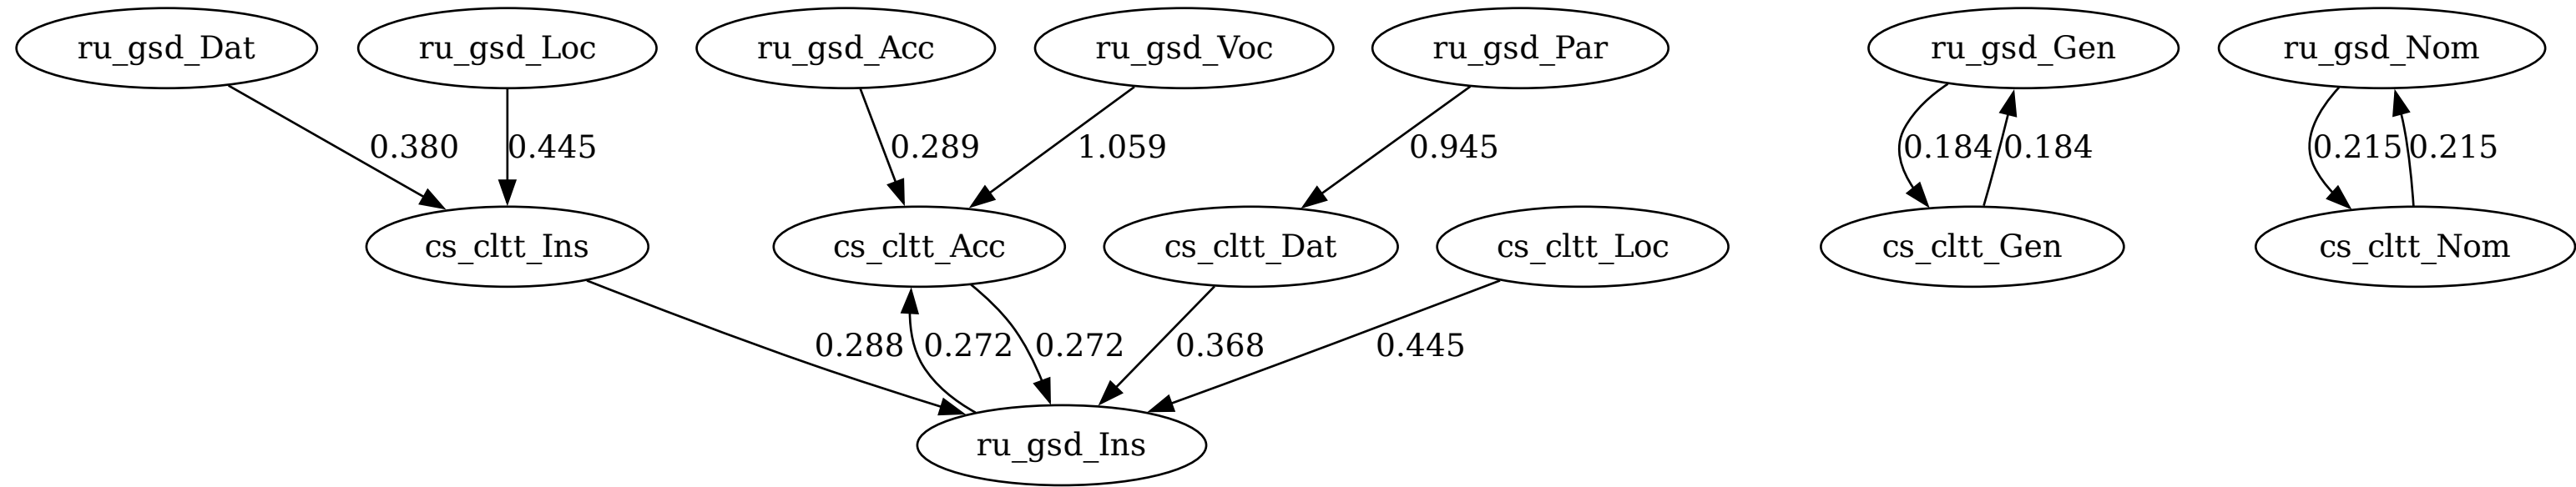 ru_gsd_Dat
ru_gsd_Loc
ru_gsd_Acc
ru_gsd_Voc
ru_gsd_Par
ru_gsd_Gen
ru_gsd_Nom
0.380
0.445
0.289
1.059
0.945
0.184
0.184
0.215
0.215
cs_cltt_Ins
cs_cltt_Acc
cs_cltt_Dat
cs_cltt_Loc
cs_cltt_Gen
cs_cltt_Nom
0.288
0.272
0.272
0.368
0.445
ru_gsd_Ins